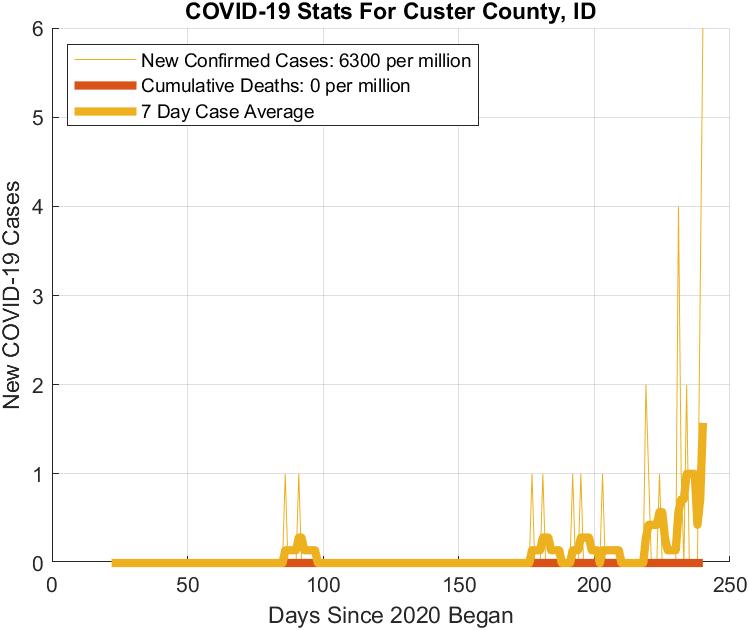 COVID-19 Stats For Custer County, ID
New Confirmed Cases: 6300 per million
Cumulative Deaths: 0 per million
7 Day Case Average
New COVID-19 Cases
6
5
4
3
2
1
0
0 50 100 150 200 250
Days Since 2020 Began